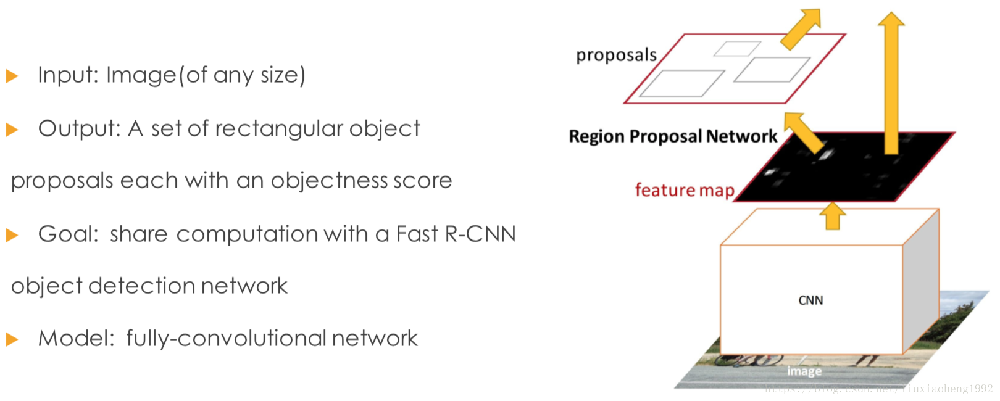 Input: Image(of any size)
Output: A set of rectangular object
proposals each with an objectness score
Goal: share computation with a Fast R-CNN
object detection network
Model: fully-convolutional network
proposals
Region Proposal Network
feature map
CNN
image
https://blog.csdn.net/liuxiaoheng1992